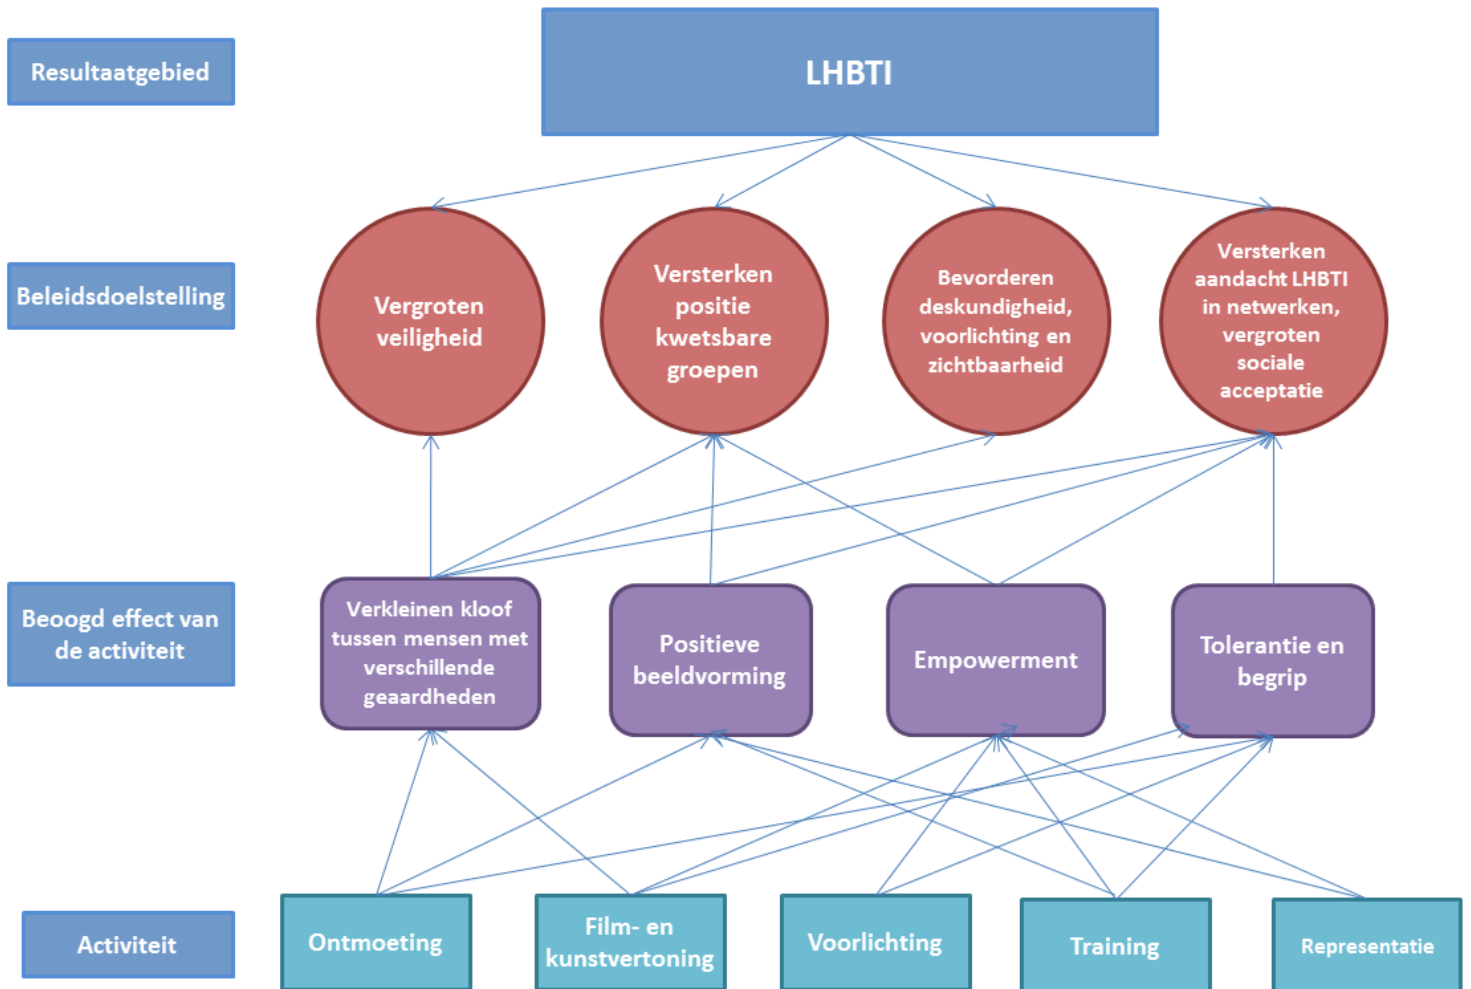 Resultaatgebied
LHBTI
Beleidsdoelstelling
Vergroten
veiligheid
Versterken
positie
kwetsbare
groepen
Bevorderen
deskundigheid,
voorlichting en
zichtbaarheid
Versterken
aandacht LHBTI
in netwerken,
vergroten
sociale
acceptatie
Beoogd effect van
de activiteit
Verkleinen kloof
tussen mensen met
verschillende
geaardheden
Positieve
beeldvorming
Empowerment
Tolerantie en
begrip
Activiteit
Ontmoeting
Film- en
kunstvertoning
Voorlichting
Training
Representatie